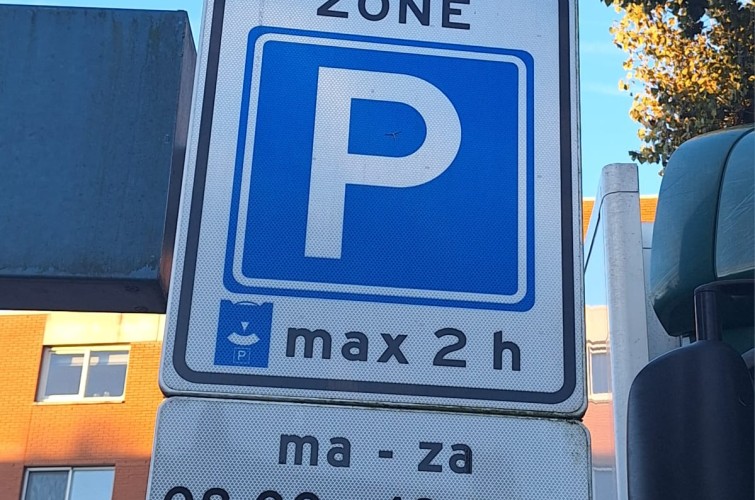 ZONE
P
P max 2 h
ma - za